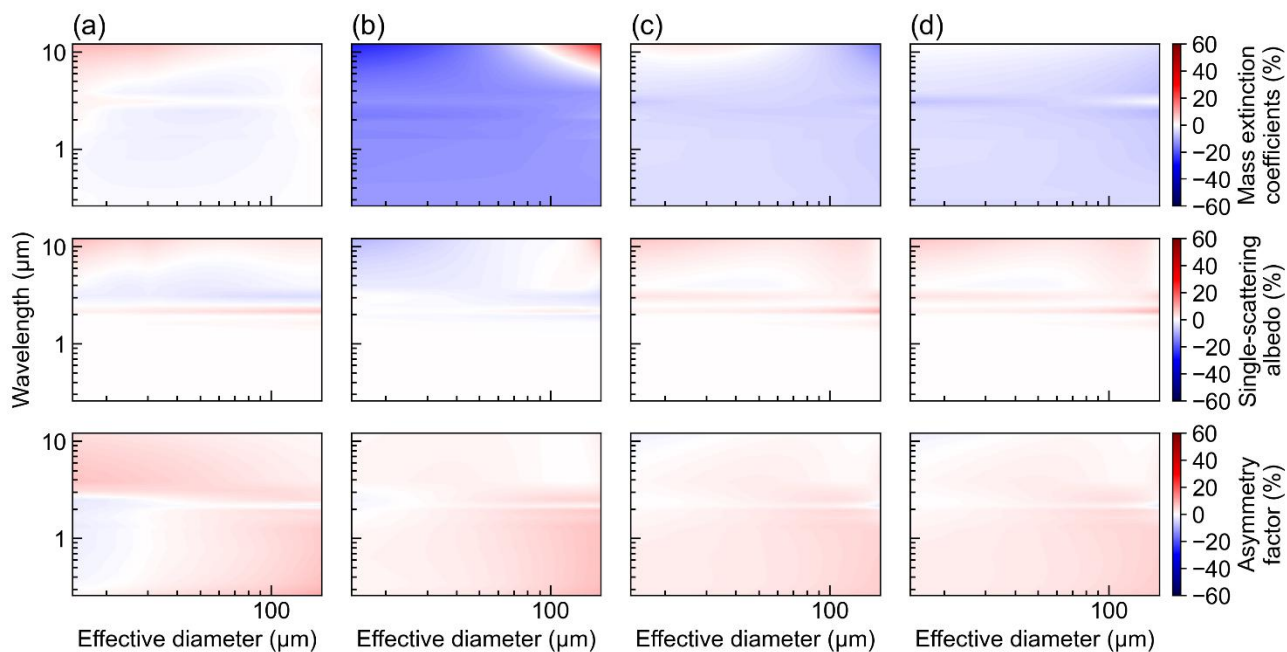 (a) (b) (c) (d)
10
1
60
40
20
0
−20
−40
−60
Mass extinction
coefficients (%)
Wavelength (μm)
10
1
60
40
20
0
−20
−40
−60
Single-scattering
albedo (%)
10
1
60
40
20
0
−20
−40
−60
Asymmetry
factor (%)
100 100 100 100
Effective diameter (μm) Effective diameter (μm) Effective diameter (μm) Effective diameter (μm)